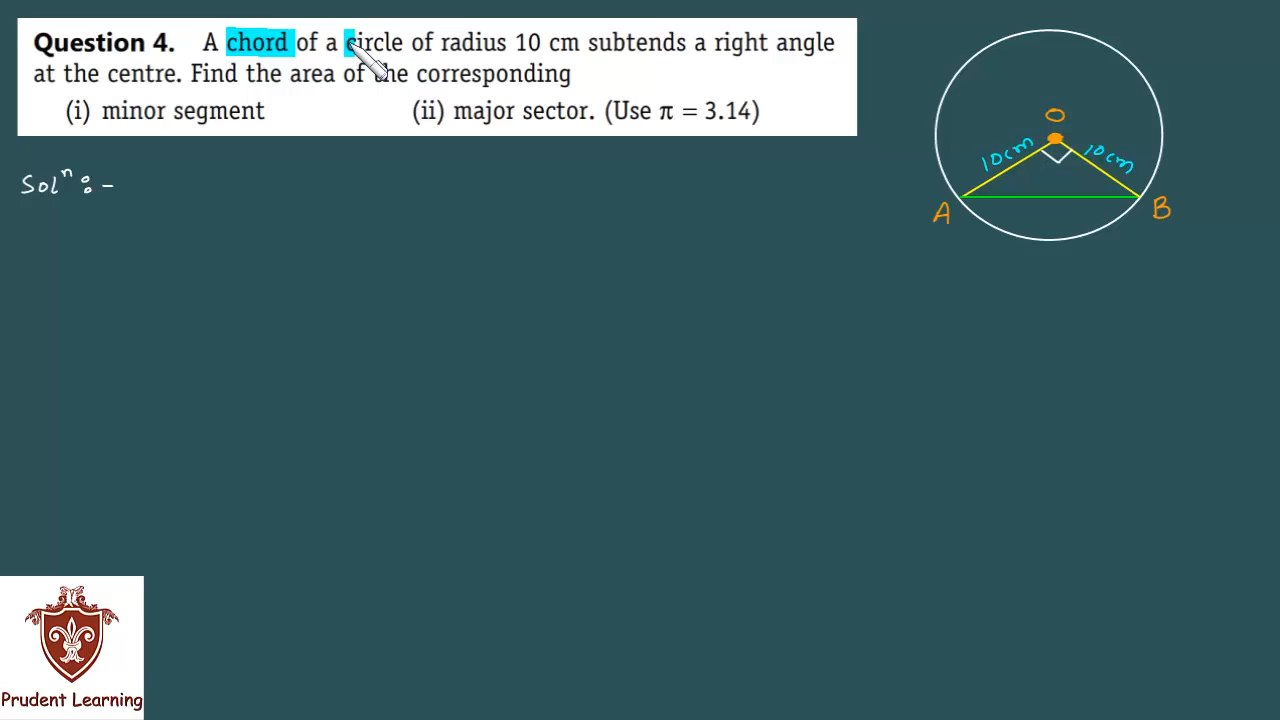 Question 4. A chord of a circle of radius 10 cm subtends a right angle
at the centre. Find the area of the corresponding
(i) minor segment (ii) major sector. (Use π = 3.14)
O
10cm 10cm
A B
Solⁿ : -
Prudent Learning